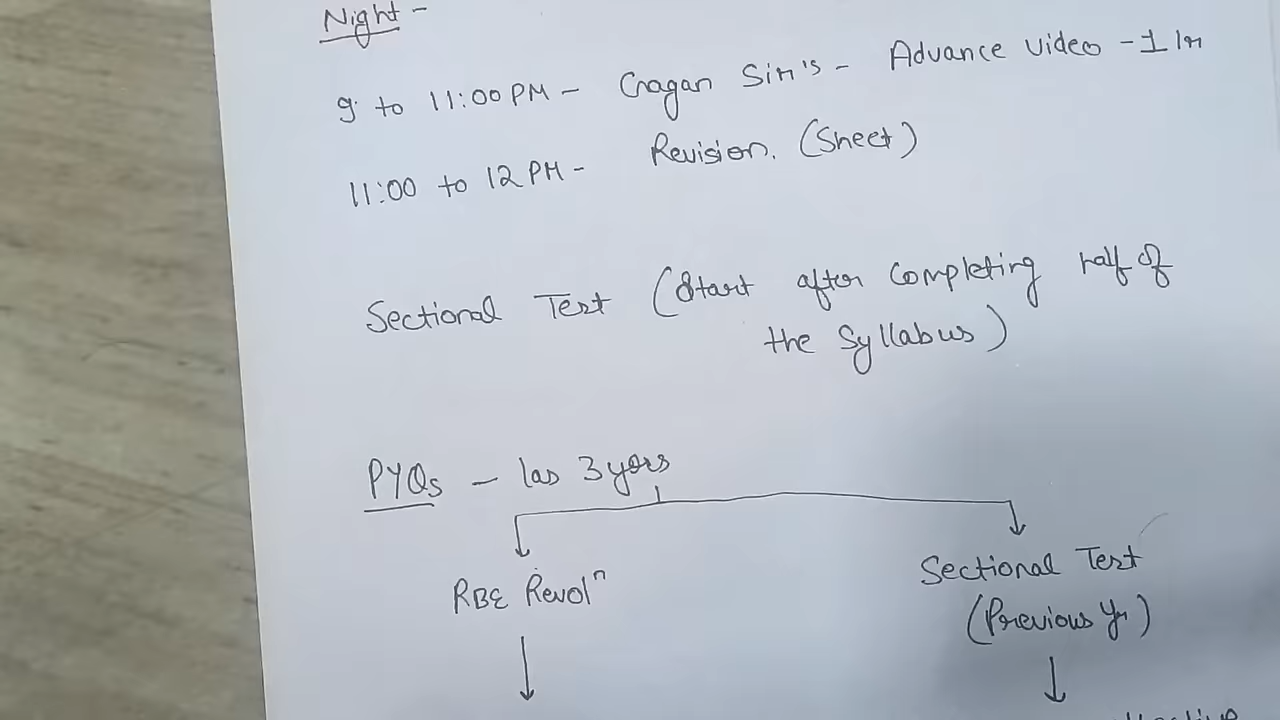 Night -
9 to 11:00 PM - Gagan Sir's - Advance Video - 1 hr
Revision. (Sheet)
11:00 to 12 PM -
Sectional Test (Start after completing half of
the Syllabus)
PYQs - las 3 yers
RBE Revolⁿ
Sectional Test
(Previous Yr)